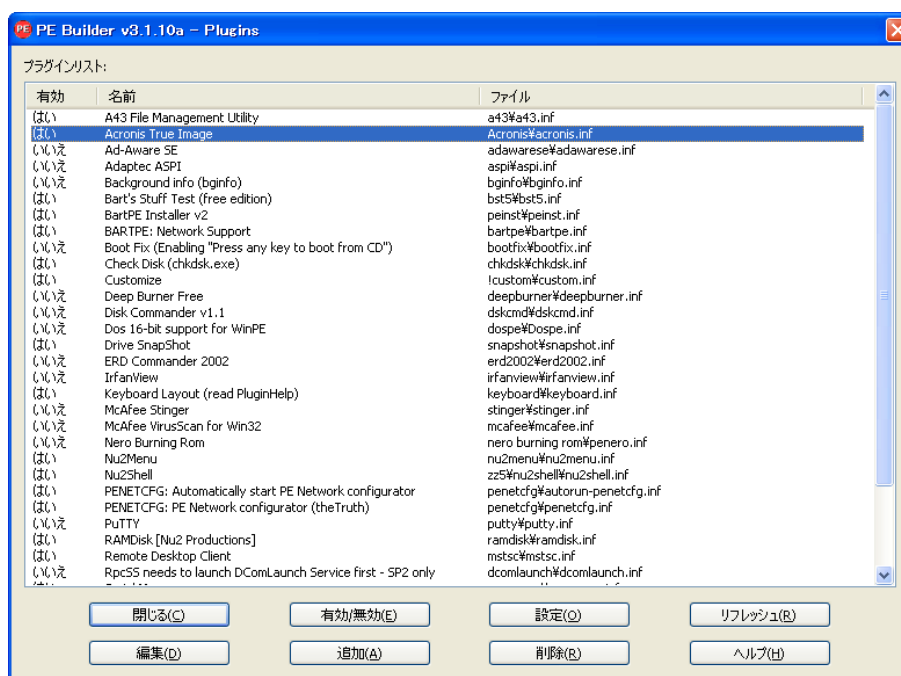 PE Builder v3.1.10a - Plugins
プラグインリスト:
有効 名前 ファイル
はい A43 File Management Utility a43¥a43.inf
はい Acronis True Image Acronis¥acronis.inf
いいえ Ad-Aware SE adawarese¥adawarese.inf
いいえ Adaptec ASPI aspi¥aspi.inf
いいえ Background info (bginfo) bginfo¥bginfo.inf
はい Bart's Stuff Test (free edition) bst5¥bst5.inf
はい BartPE Installer v2 peinst¥peinst.inf
はい BARTPE: Network Support bartpe¥bartpe.inf
いいえ Boot Fix (Enabling "Press any key to boot from CD") bootfix¥bootfix.inf
はい Check Disk (chkdsk.exe) chkdsk¥chkdsk.inf
はい Customize !custom¥custom.inf
いいえ Deep Burner Free deepburner¥deepburner.inf
いいえ Disk Commander v1.1 dskcmd¥dskcmd.inf
いいえ Dos 16-bit support for WinPE dospe¥Dospe.inf
はい Drive SnapShot snapshot¥snapshot.inf
いいえ ERD Commander 2002 erd2002¥erd2002.inf
いいえ IrfanView irfanview¥irfanview.inf
はい Keyboard Layout (read PluginHelp) keyboard¥keyboard.inf
いいえ McAfee Stinger stinger¥stinger.inf
いいえ McAfee VirusScan for Win32 mcafee¥mcafee.inf
いいえ Nero Burning Rom nero burning rom¥penero.inf
はい Nu2Menu nu2menu¥nu2menu.inf
はい Nu2Shell zz5¥nu2shell¥nu2shell.inf
はい PENETCFG: Automatically start PE Network configurator penetcfg¥autorun-penetcfg.inf
はい PENETCFG: PE Network configurator (theTruth) penetcfg¥penetcfg.inf
いいえ PuTTY putty¥putty.inf
はい RAMDisk [Nu2 Productions] ramdisk¥ramdisk.inf
はい Remote Desktop Client mstsc¥mstsc.inf
いいえ RpcSS needs to launch DComLaunch Service first - SP2 only dcomlaunch¥dcomlaunch.inf
閉じる(C) 有効/無効(E) 設定(O) リフレッシュ(R)
編集(D) 追加(A) 削除(R) ヘルプ(H)